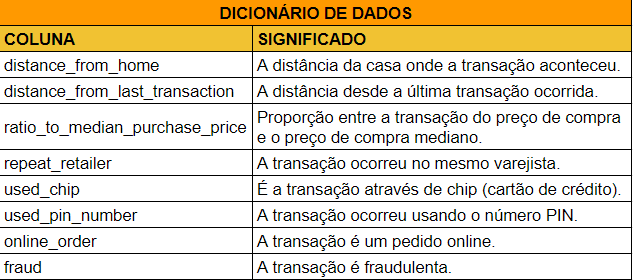 DICIONÁRIO DE DADOS
COLUNA SIGNIFICADO
distance_from_home A distância da casa onde a transação aconteceu.
distance_from_last_transaction A distância desde a última transação ocorrida.
ratio_to_median_purchase_price Proporção entre a transação do preço de compra
e o preço de compra mediano.
repeat_retailer A transação ocorreu no mesmo varejista.
used_chip É a transação através de chip (cartão de crédito).
used_pin_number A transação ocorreu usando o número PIN.
online_order A transação é um pedido online.
fraud A transação é fraudulenta.